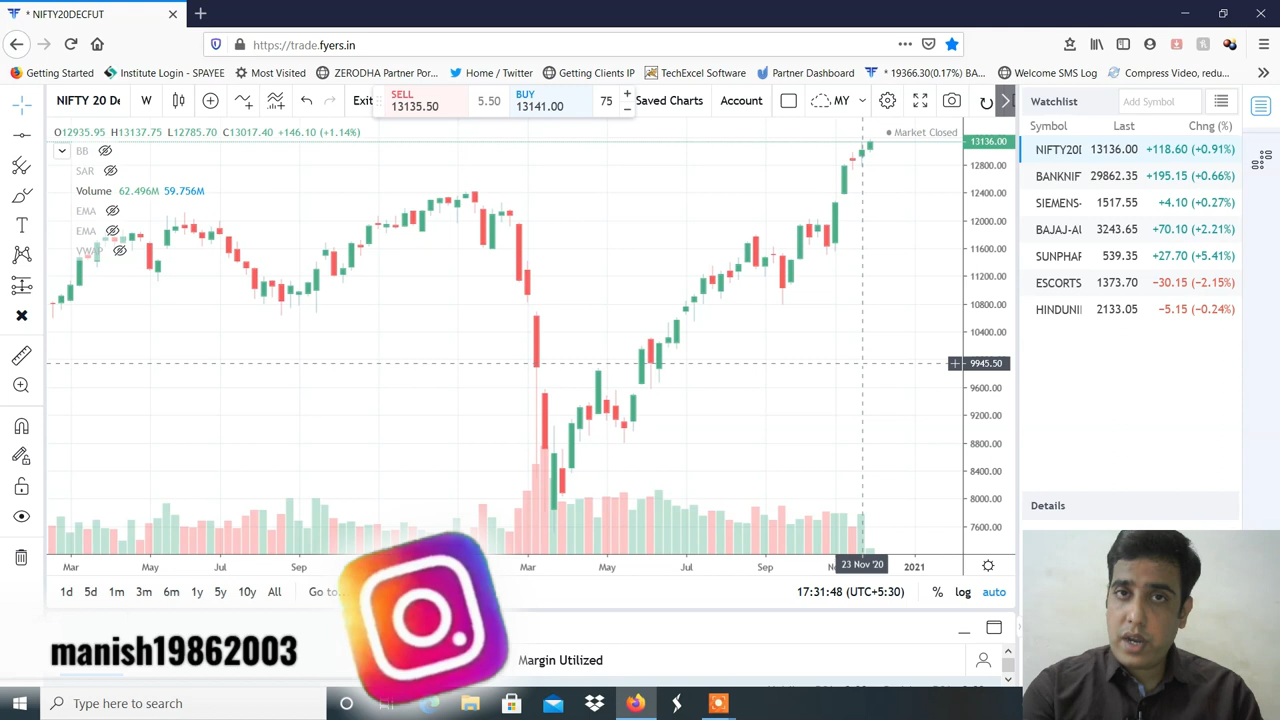 * NIFTY20DECFUT
https://trade.fyers.in
Getting Started
Institute Login - SPAYEE
Most Visited
ZERODHA Partner Por...
Home / Twitter
Getting Clients IP
TechExcel Software
Partner Dashboard
* 19366.30(0.17%) BA...
Welcome SMS Log
Compress Video, redu...
NIFTY 20 De
W
Exit
SELL
13135.50
5.50
BUY
13141.00
75
Saved Charts
Account
MY
O12935.95 H13137.75 L12785.70 C13017.40 +146.10 (+1.14%)
Market Closed
BB
SAR
Volume 62.496M 59.756M
EMA
EMA
13136.00
12800.00
12400.00
12000.00
11600.00
11200.00
10800.00
10400.00
9945.50
9600.00
9200.00
8800.00
8400.00
8000.00
7600.00
Mar May Jul Sep Mar May Jul Sep 23 Nov '20 2021
1d 5d 1m 3m 6m 1y 5y 10y All Go to...
17:31:48 (UTC+5:30) % log auto
Watchlist
Add Symbol
Symbol Last Chng (%)
NIFTY20 13136.00 +118.60 (+0.91%)
BANKNIF 29862.35 +195.15 (+0.66%)
SIEMENS- 1517.55 +4.10 (+0.27%)
BAJAJ-AU 3243.65 +70.10 (+2.21%)
SUNPHAR 539.35 +27.70 (+5.41%)
ESCORTS 1373.70 −30.15 (−2.15%)
HINDUNI 2133.05 −5.15 (−0.24%)
Details
manish19862003
Margin Utilized
Type here to search